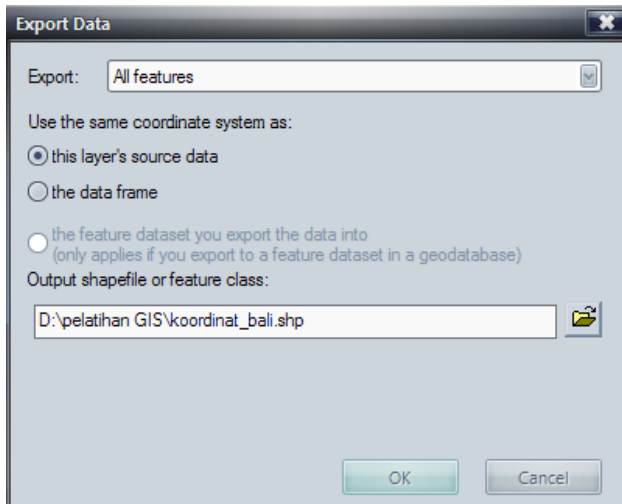 Export Data
Export: All features
Use the same coordinate system as:
this layer's source data
the data frame
the feature dataset you export the data into
(only applies if you export to a feature dataset in a geodatabase)
Output shapefile or feature class:
D:\pelatihan GIS\koordinat_bali.shp
OK Cancel